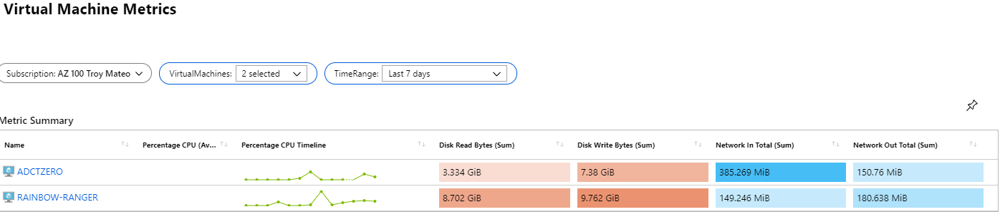 Virtual Machine Metrics
Subscription: AZ 100 Troy Mateo VirtualMachines: 2 selected TimeRange: Last 7 days
Metric Summary
Name Percentage CPU (Av... Percentage CPU Timeline Disk Read Bytes (Sum) Disk Write Bytes (Sum) Network In Total (Sum) Network Out Total (Sum)
ADCTZERO 3.334 GiB 7.38 GiB 385.269 MiB 150.76 MiB
RAINBOW-RANGER 8.702 GiB 9.762 GiB 149.246 MiB 180.638 MiB